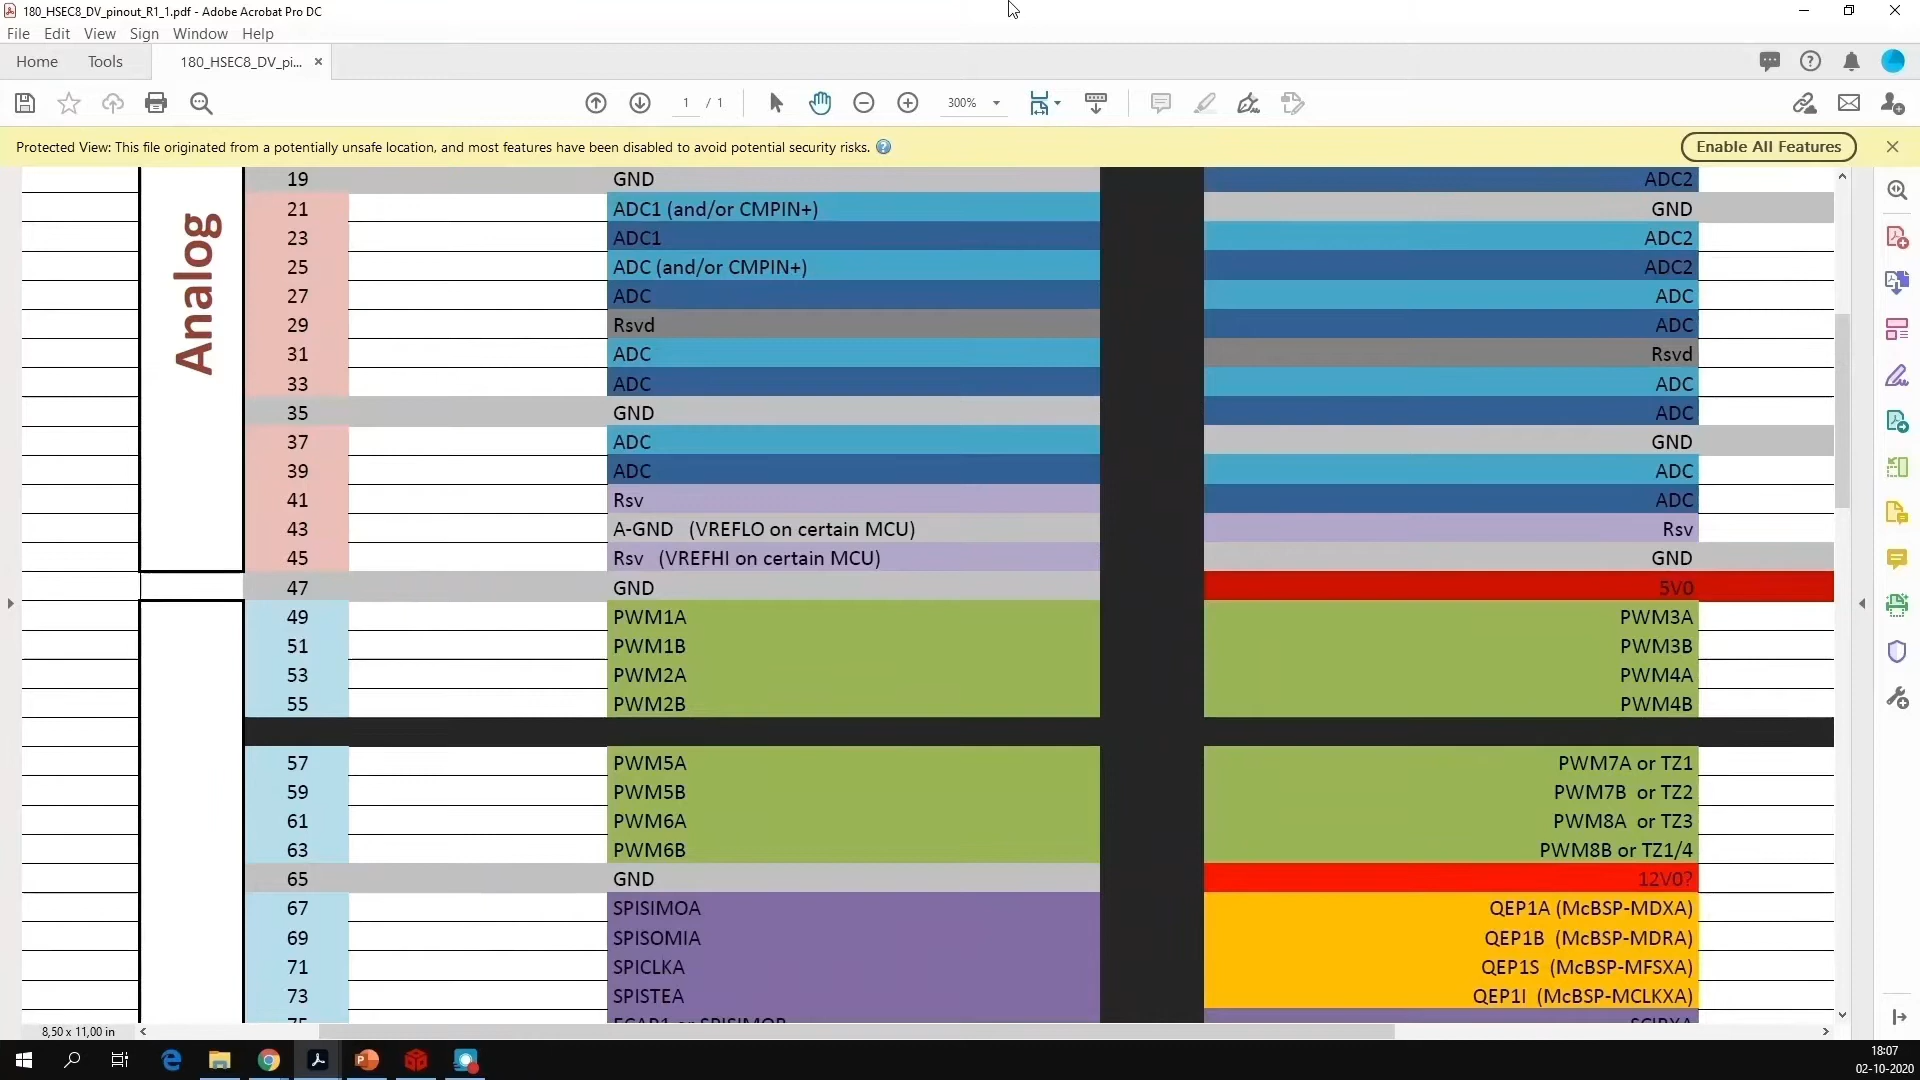 180_HSEC8_DV_pinout_R1_1.pdf - Adobe Acrobat Pro DC
File Edit View Sign Window Help
Home Tools 180_HSEC8_DV_pi... ×
1 / 1 300%
Protected View: This file originated from a potentially unsafe location, and most features have been disabled to avoid potential security risks. Enable All Features
Analog
19 GND ADC2
21 ADC1 (and/or CMPIN+) GND
23 ADC1 ADC2
25 ADC (and/or CMPIN+) ADC2
27 ADC ADC
29 Rsvd ADC
31 ADC Rsvd
33 ADC ADC
35 GND ADC
37 ADC GND
39 ADC ADC
41 Rsv ADC
43 A-GND (VREFLO on certain MCU) Rsv
45 Rsv (VREFHI on certain MCU) GND
47 GND 5V0
49 PWM1A PWM3A
51 PWM1B PWM3B
53 PWM2A PWM4A
55 PWM2B PWM4B
57 PWM5A PWM7A or TZ1
59 PWM5B PWM7B or TZ2
61 PWM6A PWM8A or TZ3
63 PWM6B PWM8B or TZ1/4
65 GND 12V0?
67 SPISIMOA QEP1A (McBSP-MDXA)
69 SPISOMIA QEP1B (McBSP-MDRA)
71 SPICLKA QEP1S (McBSP-MFSXA)
73 SPISTEA QEP1I (McBSP-MCLKXA)
8,50 x 11,00 in
18:07
02-10-2020